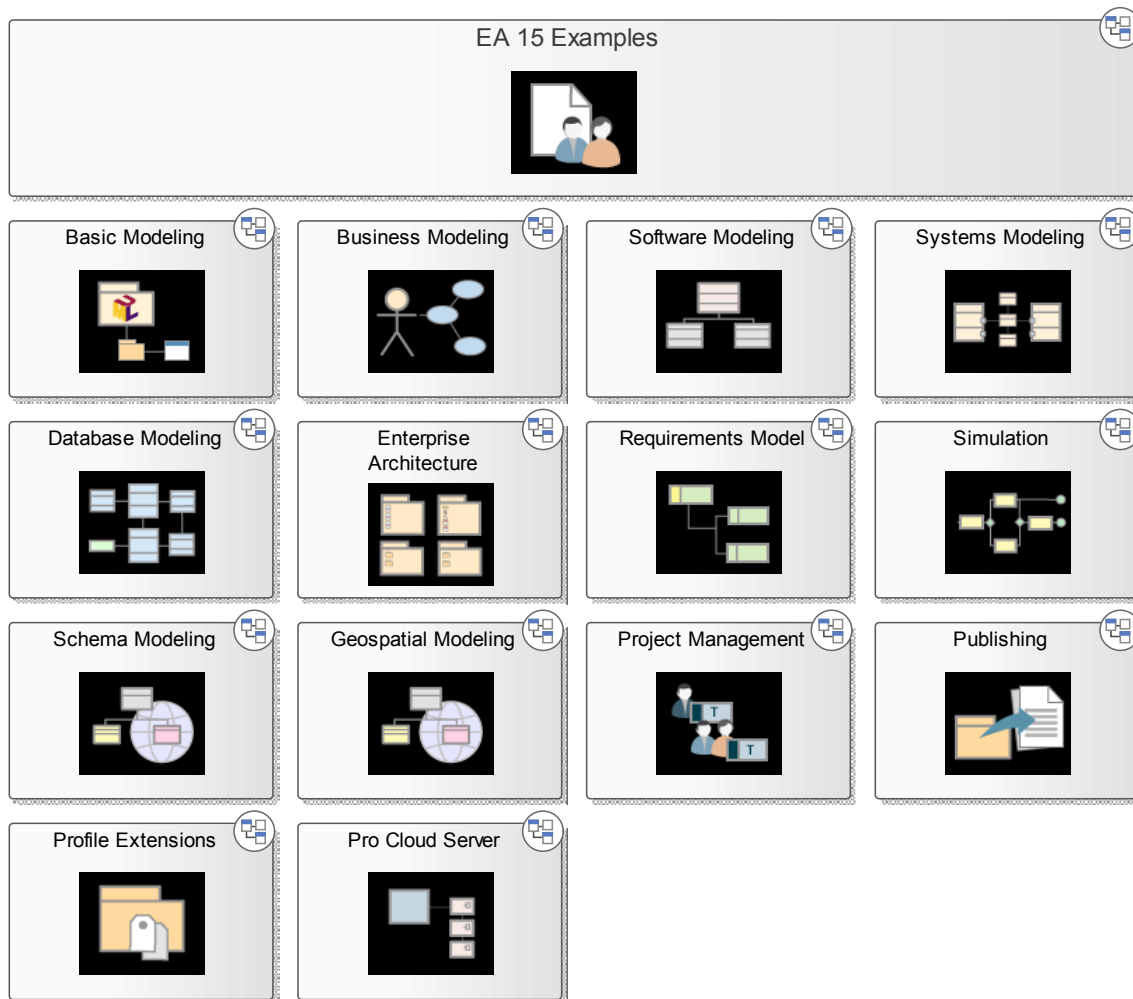 EA 15 Examples
Basic Modeling
Business Modeling
Software Modeling
Systems Modeling
Database Modeling
Enterprise
Architecture
Requirements Model
Simulation
Schema Modeling
Geospatial Modeling
Project Management
T
T
Publishing
Profile Extensions
Pro Cloud Server